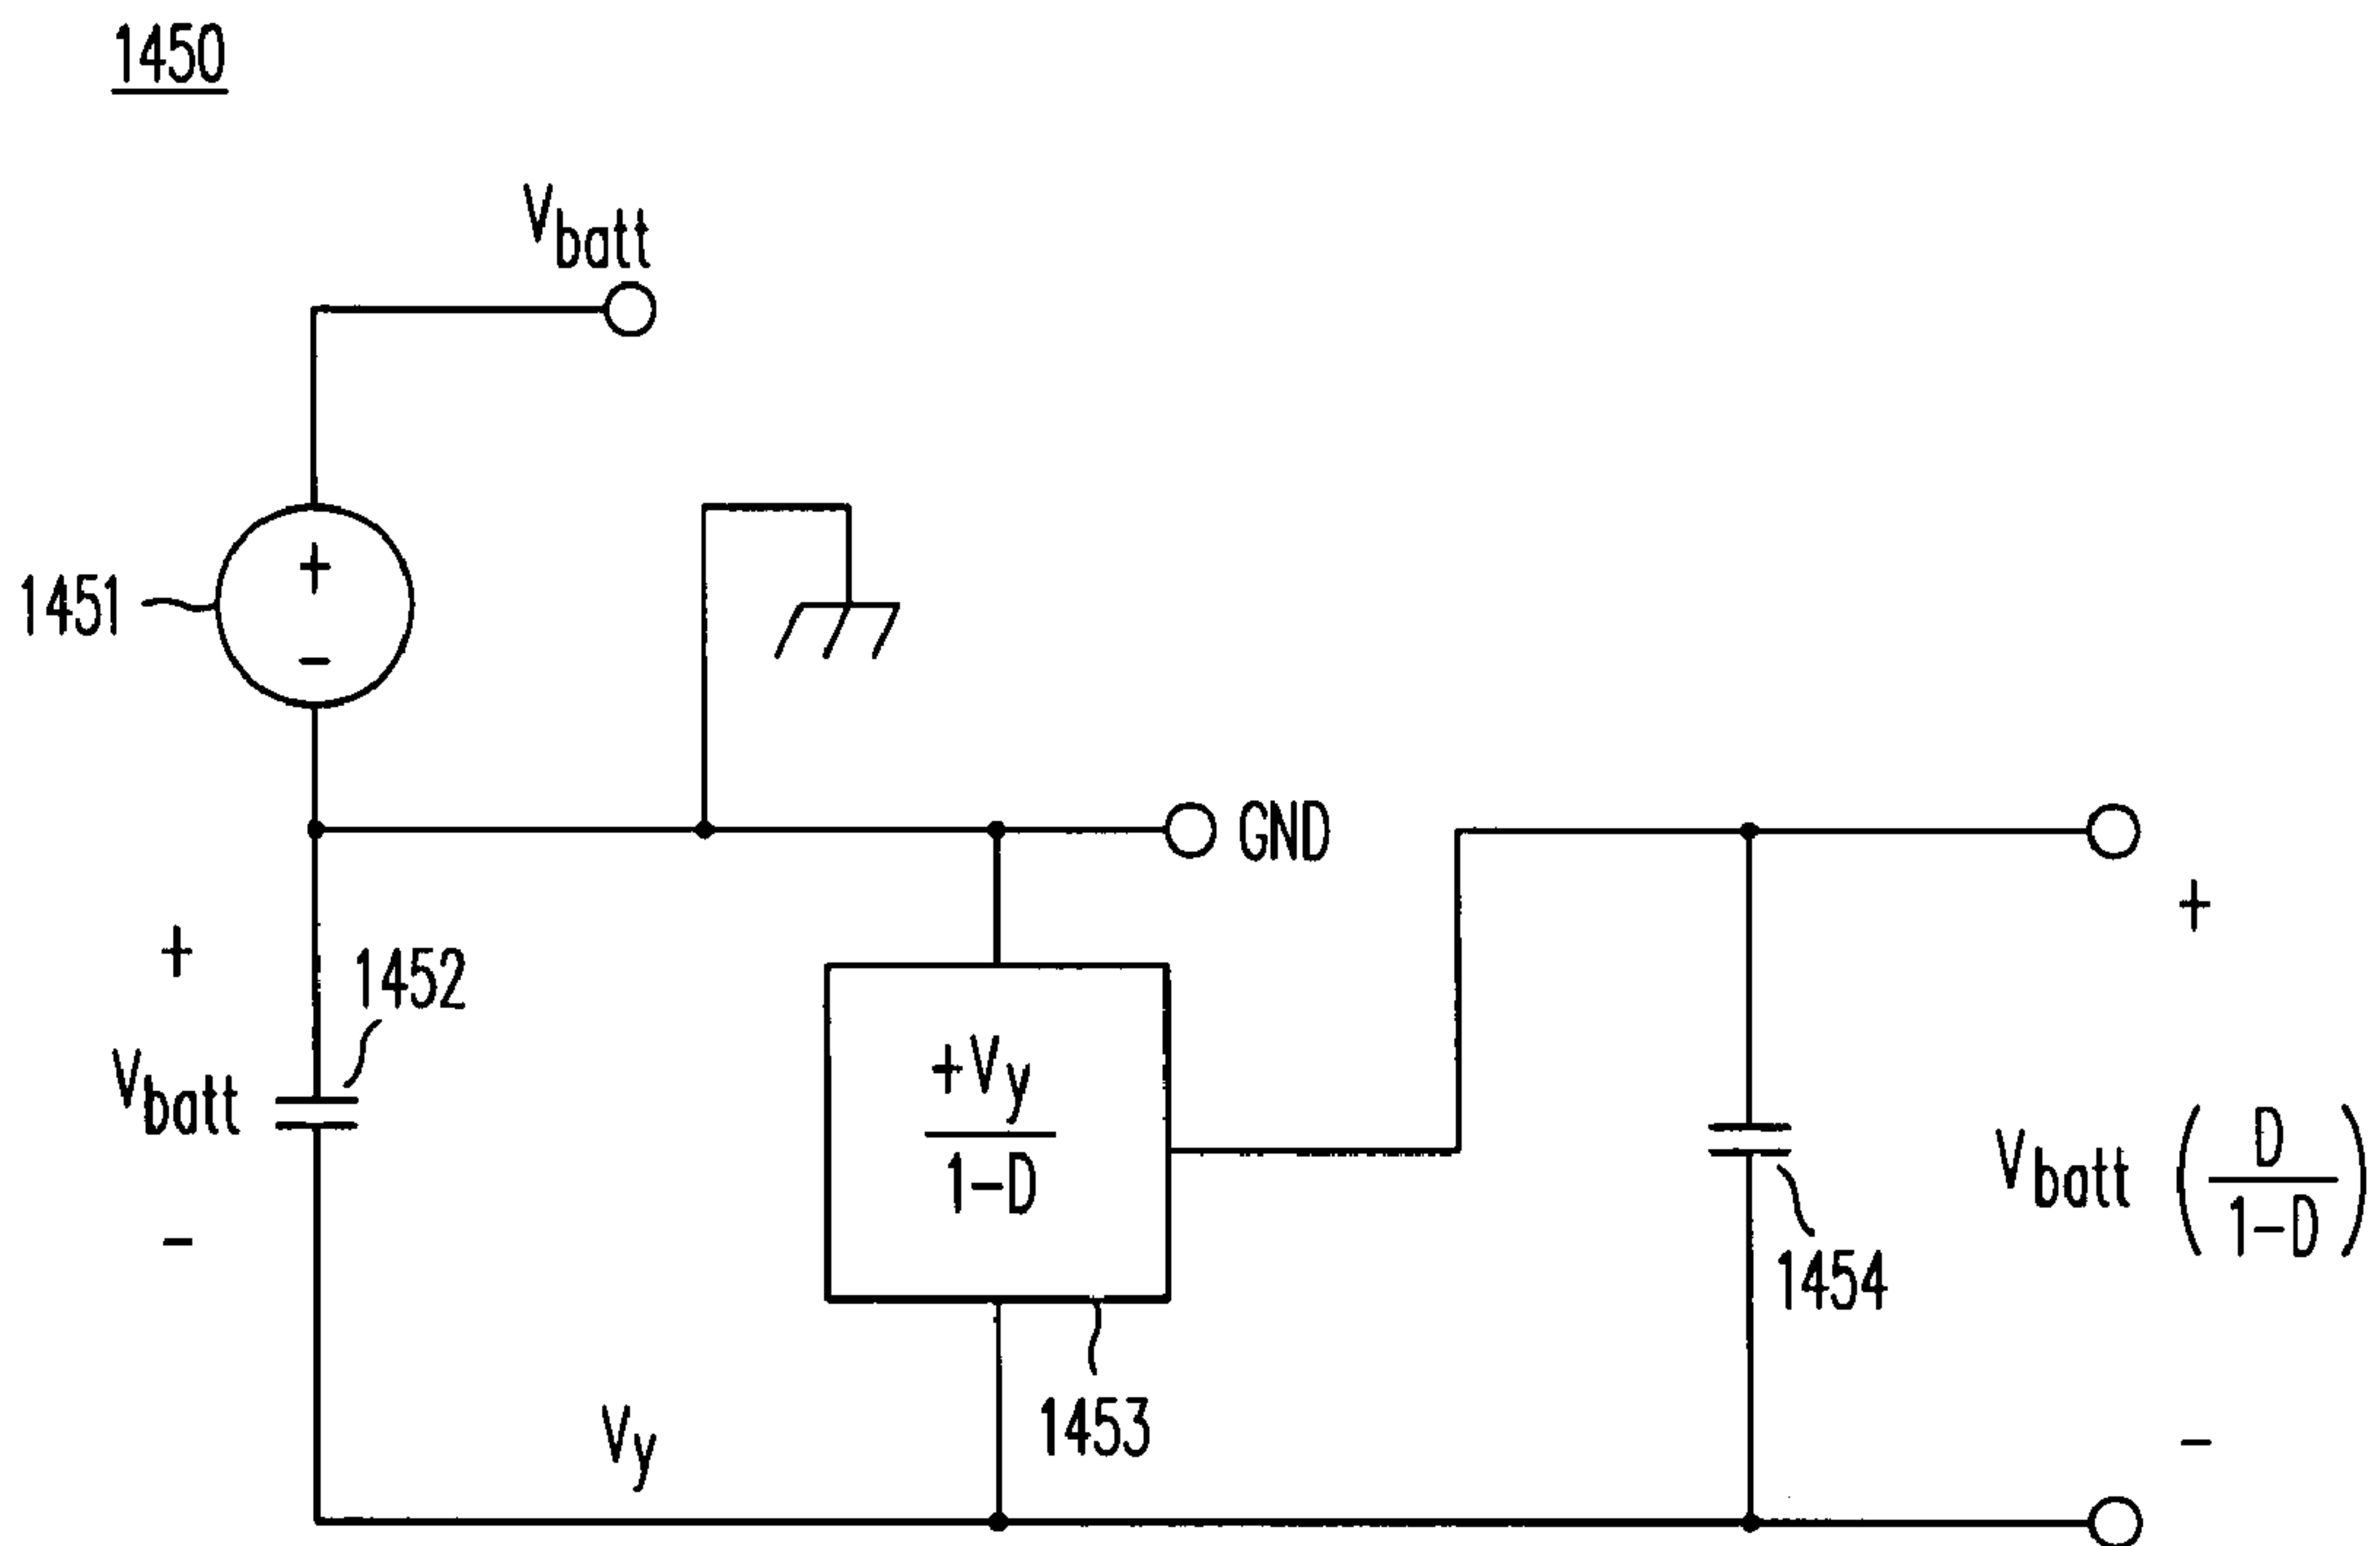 1450
Vbatt
+
1451
-
GND
+
1452
Vbatt
-
+Vy
1-D
1453
Vy
+
Vbatt (D/1-D)
1454
-